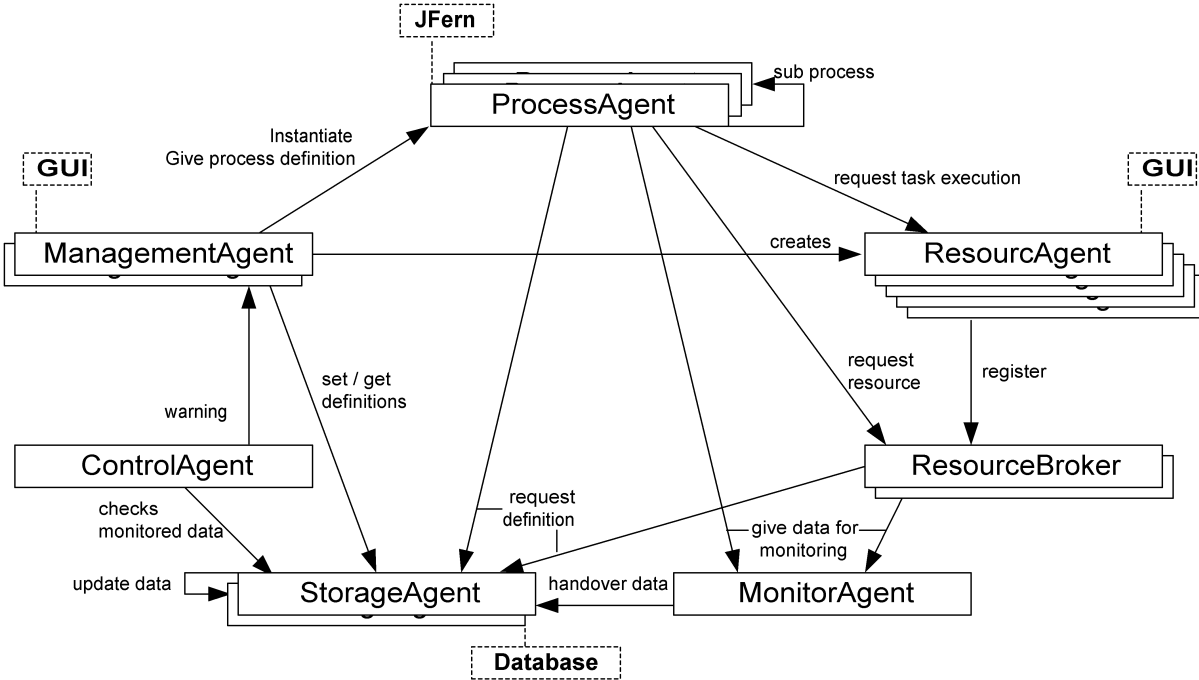 JFern
sub process
ProcessAgent
Instantiate
Give process definition
GUI
GUI
request task execution
ManagementAgent
creates
ResourcAgent
set / get
definitions
request
resource
register
warning
ControlAgent
ResourceBroker
checks
monitored data
request
definition
give data for
monitoring
update data
StorageAgent
handover data
MonitorAgent
Database